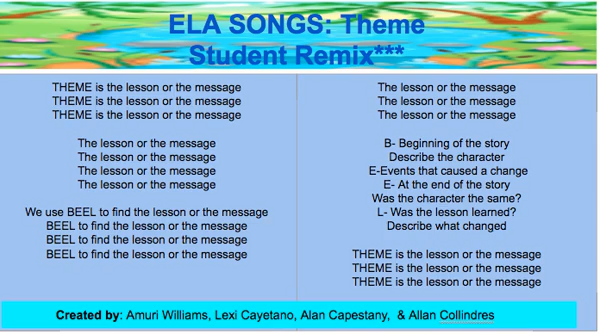 ELA SONGS: Theme
Student Remix***
THEME is the lesson or the message
THEME is the lesson or the message
THEME is the lesson or the message
The lesson or the message
The lesson or the message
The lesson or the message
The lesson or the message
We use BEEL to find the lesson or the message
BEEL to find the lesson or the message
BEEL to find the lesson or the message
BEEL to find the lesson or the message
The lesson or the message
The lesson or the message
The lesson or the message
B- Beginning of the story
Describe the character
E-Events that caused a change
E- At the end of the story
Was the character the same?
L- Was the lesson learned?
Describe what changed
THEME is the lesson or the message
THEME is the lesson or the message
THEME is the lesson or the message
Created by: Amuri Williams, Lexi Cayetano, Alan Capestany, & Allan Collindres